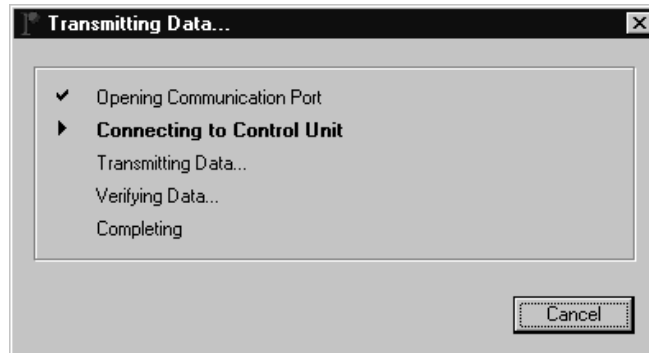 Transmitting Data...
Opening Communication Port
Connecting to Control Unit
Transmitting Data...
Verifying Data...
Completing
Cancel